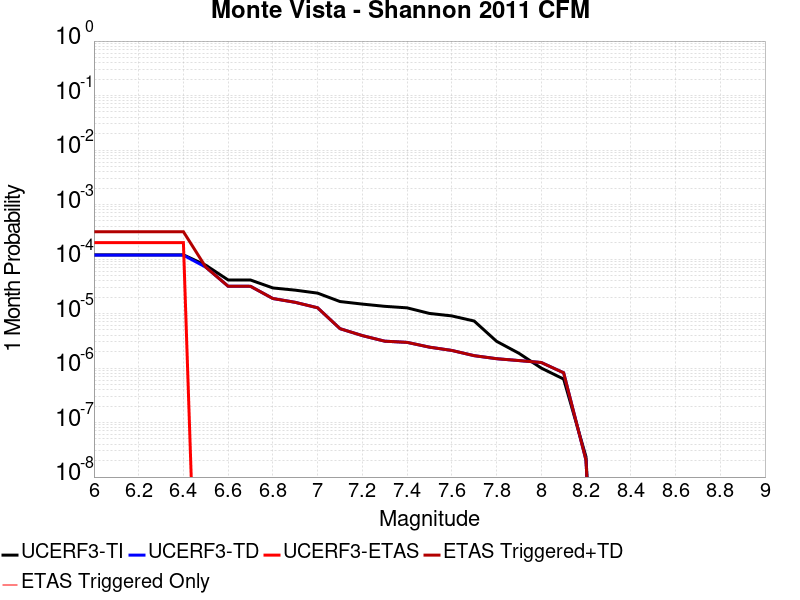 Monte Vista - Shannon 2011 CFM
1 Month Probability
10^0
10^-1
10^-2
10^-3
10^-4
10^-5
10^-6
10^-7
10^-8
6 6.2 6.4 6.6 6.8 7 7.2 7.4 7.6 7.8 8 8.2 8.4 8.6 8.8 9
Magnitude
UCERF3-TI UCERF3-TD UCERF3-ETAS ETAS Triggered+TD
ETAS Triggered Only